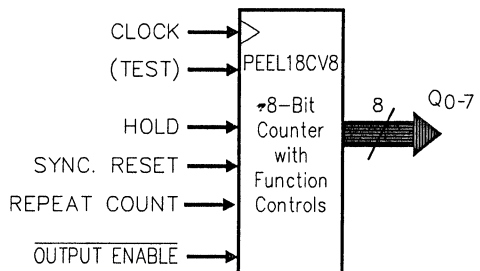 CLOCK
(TEST)
HOLD
SYNC. RESET
REPEAT COUNT
OUTPUT ENABLE
PEEL18CV8
8-Bit
Counter
with
Function
Controls
8
Q0-7